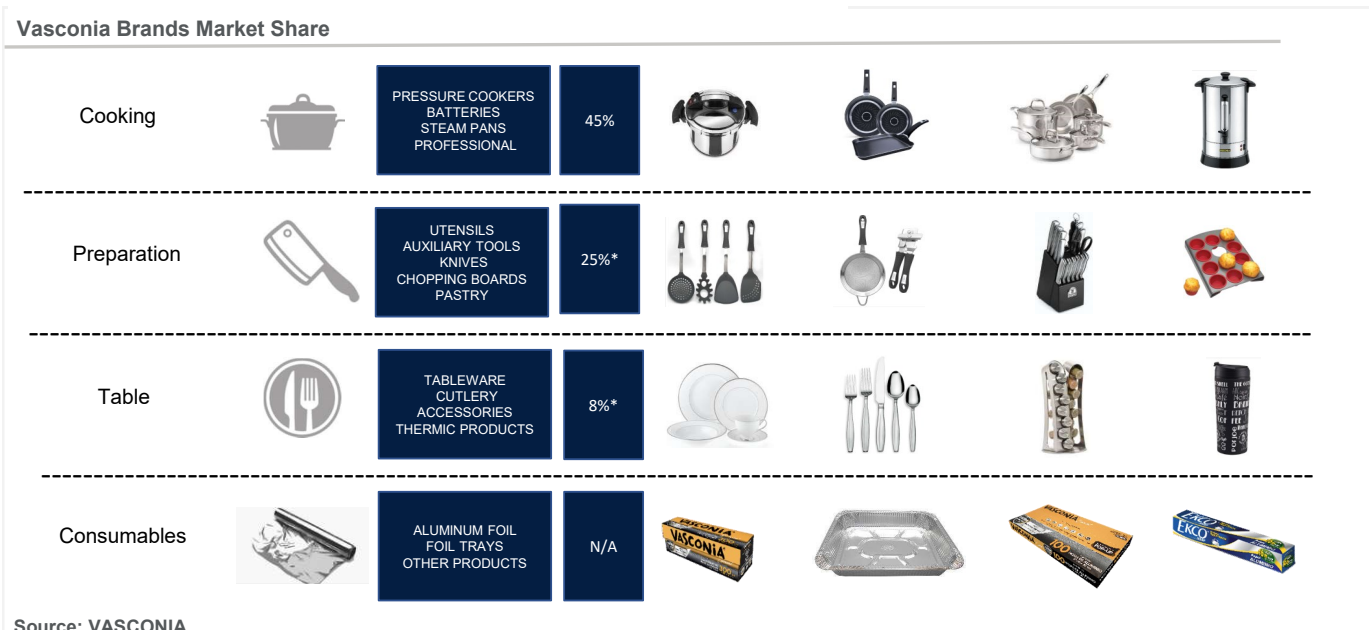 Vasconia Brands Market Share
Cooking
PRESSURE COOKERS
BATTERIES
STEAM PANS
PROFESSIONAL
45%
Preparation
UTENSILS
AUXILIARY TOOLS
KNIVES
CHOPPING BOARDS
PASTRY
25%*
Table
TABLEWARE
CUTLERY
ACCESSORIES
THERMIC PRODUCTS
8%*
Consumables
ALUMINUM FOIL
FOIL TRAYS
OTHER PRODUCTS
N/A
VASCONIA
VASCONIA
100
EKCO
ALUMINIO
Source: VASCONIA